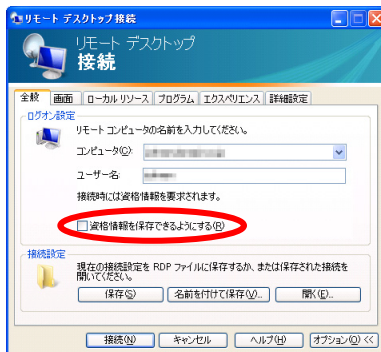 リモート デスクトップ接続
リモート デスクトップ
接続
全般 画面 ローカル リソース プログラム エクスペリエンス 詳細設定
ログオン設定
リモート コンピュータの名前を入力してください。
コンピュータ(C):
ユーザー名:
接続時には資格情報を要求されます。
資格情報を保存できるようにする(R)
接続設定
現在の接続設定を RDP ファイルに保存するか、または保存された接続を
開いてください。
保存(S) 名前を付けて保存(V)... 開く(E)...
接続(N) キャンセル ヘルプ(H) オプション(O) <<